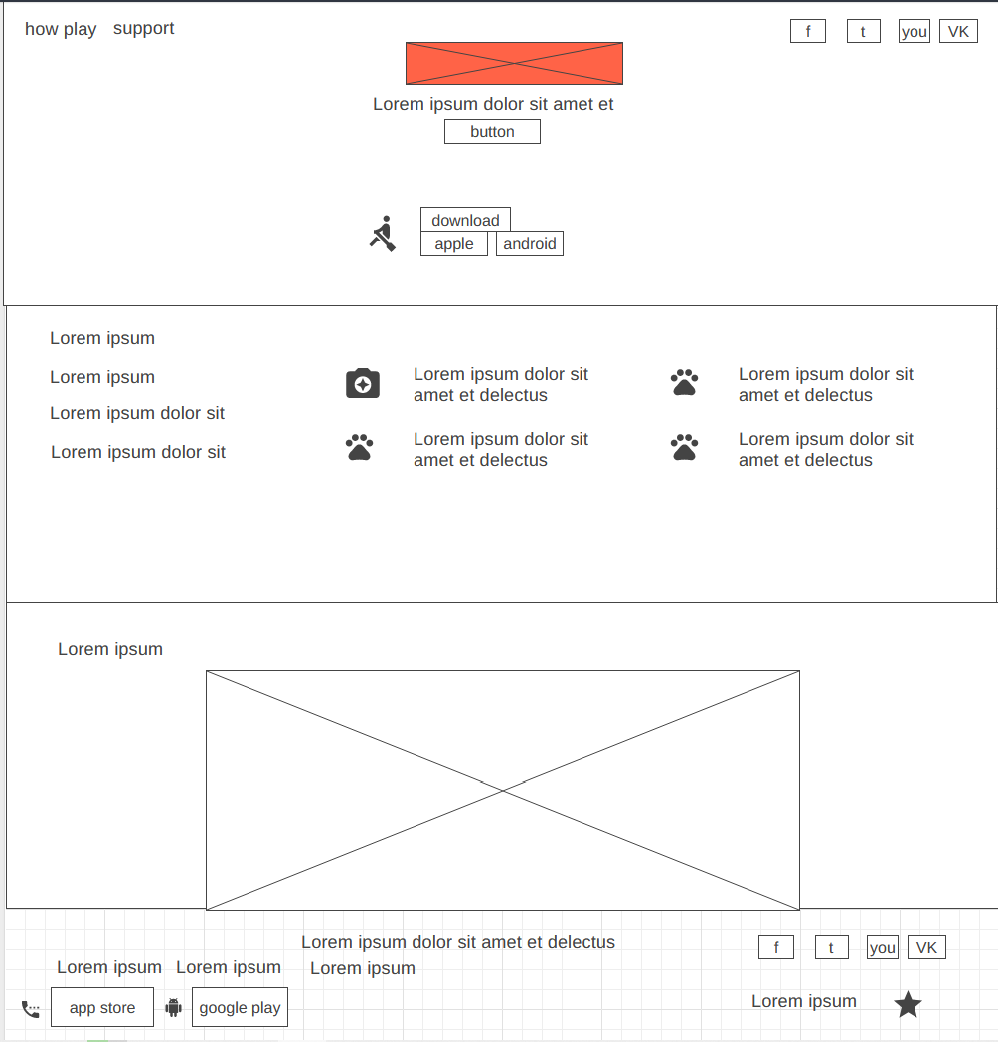 how play
support
f
t
you
VK
Lorem ipsum dolor sit amet et
button
download
apple
android
Lorem ipsum
Lorem ipsum
Lorem ipsum dolor sit
Lorem ipsum dolor sit
Lorem ipsum dolor sit
amet et delectus
Lorem ipsum dolor sit
amet et delectus
Lorem ipsum dolor sit
amet et delectus
Lorem ipsum dolor sit
amet et delectus
Lorem ipsum
Lorem ipsum dolor sit amet et delectus
Lorem ipsum
Lorem ipsum
Lorem ipsum
app store
google play
f
t
you
VK
Lorem ipsum